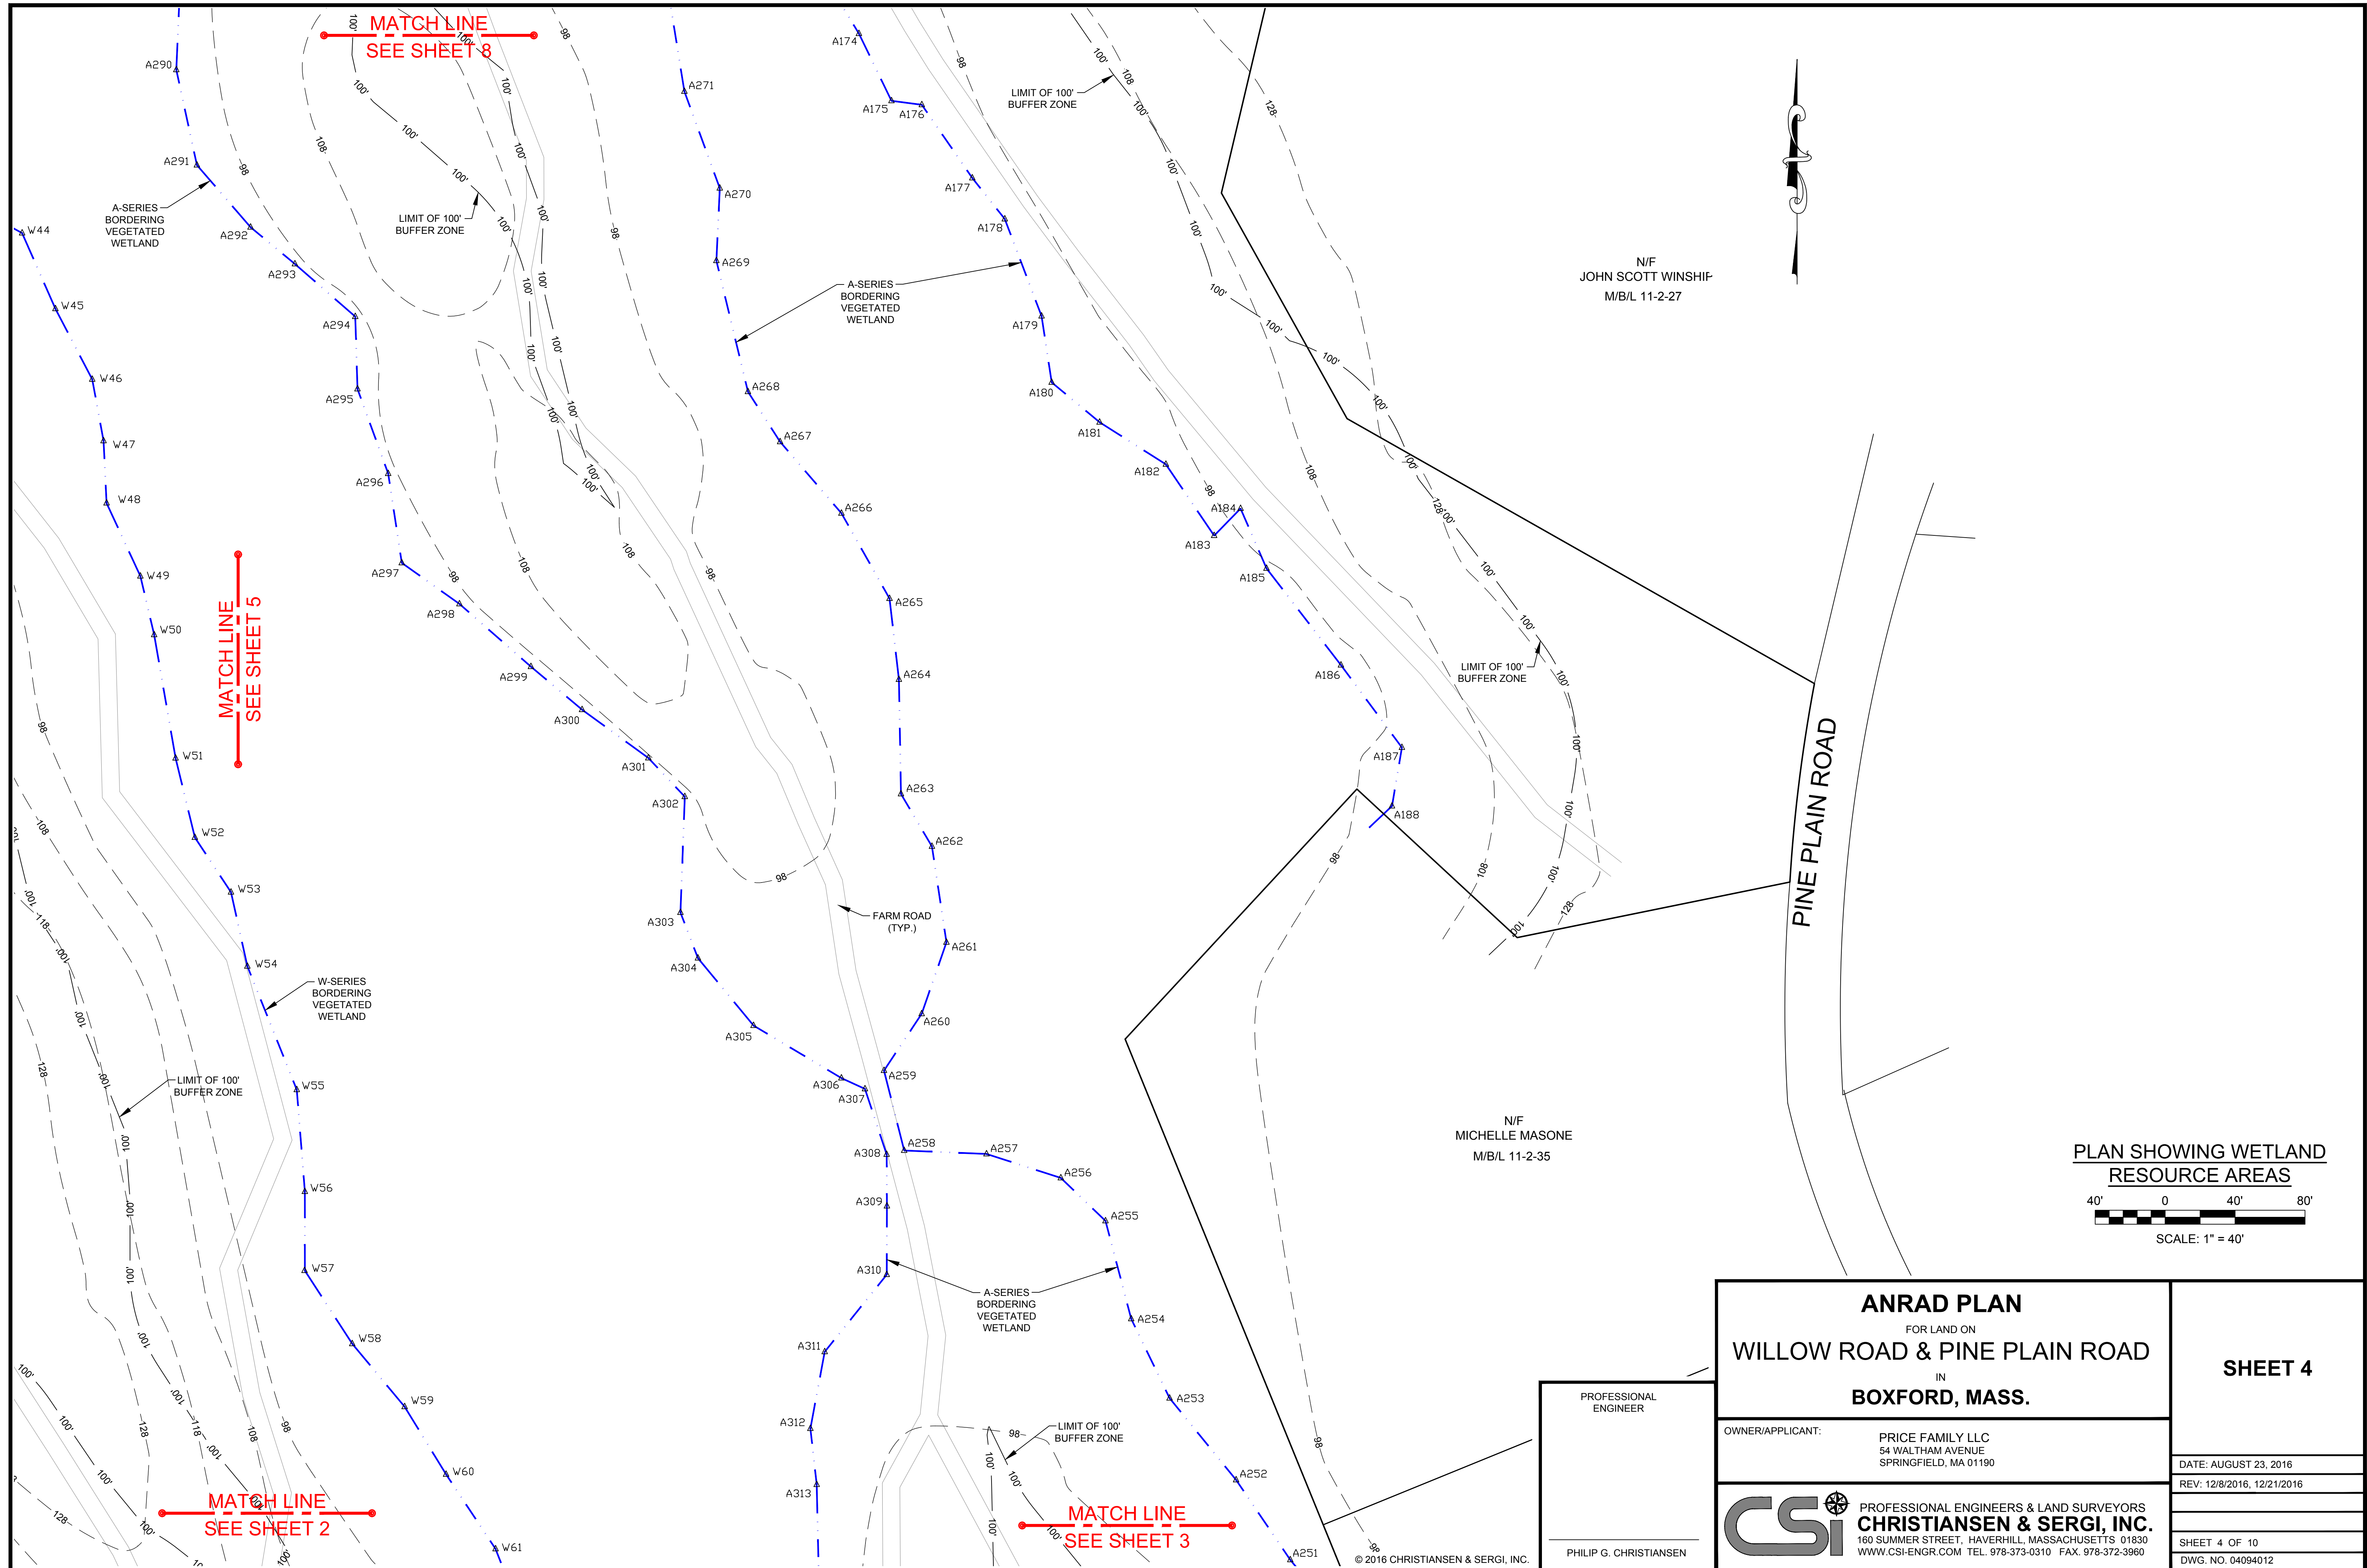 MATCH LINE
SEE SHEET 8
A290
A291
A-SERIES
BORDERING
VEGETATED
WETLAND
A292
A293
A294
A295
A296
A297
A298
A299
A300
A301
A302
A303
A304
A305
A306
A307
A308
A309
A310
A311
A312
A313
LIMIT OF 100'
BUFFER ZONE
A271
A270
A269
A268
A267
A266
A265
A264
A263
A262
A261
A260
A259
A258
A257
A256
A255
A254
A253
A252
A251
A-SERIES
BORDERING
VEGETATED
WETLAND
A174
A175
A176
A177
A178
A179
A180
A181
A182
A183
A184
A185
A186
A187
A188
LIMIT OF 100'
BUFFER ZONE
W44
W45
W46
W47
W48
W49
W50
W51
W52
W53
W54
W55
W56
W57
W58
W59
W60
W61
MATCH LINE
SEE SHEET 5
W-SERIES
BORDERING
VEGETATED
WETLAND
LIMIT OF 100'
BUFFER ZONE
FARM ROAD
(TYP.)
A-SERIES
BORDERING
VEGETATED
WETLAND
LIMIT OF 100'
BUFFER ZONE
LIMIT OF 100'
BUFFER ZONE
98
108
118
128
100'
MATCH LINE
SEE SHEET 2
MATCH LINE
SEE SHEET 3
N/F
JOHN SCOTT WINSHIP
M/B/L 11-2-27
PINE PLAIN ROAD
N/F
MICHELLE MASONE
M/B/L 11-2-35
PLAN SHOWING WETLAND
RESOURCE AREAS
40' 0 40' 80'
SCALE: 1" = 40'
© 2016 CHRISTIANSEN & SERGI, INC.
PROFESSIONAL
ENGINEER
PHILIP G. CHRISTIANSEN
ANRAD PLAN
FOR LAND ON
WILLOW ROAD & PINE PLAIN ROAD
IN
BOXFORD, MASS.
OWNER/APPLICANT:
PRICE FAMILY LLC
54 WALTHAM AVENUE
SPRINGFIELD, MA 01190
CSI
PROFESSIONAL ENGINEERS & LAND SURVEYORS
CHRISTIANSEN & SERGI, INC.
160 SUMMER STREET, HAVERHILL, MASSACHUSETTS 01830
WWW.CSI-ENGR.COM TEL. 978-373-0310 FAX. 978-372-3960
SHEET 4
DATE: AUGUST 23, 2016
REV: 12/8/2016, 12/21/2016
SHEET 4 OF 10
DWG. NO. 04094012